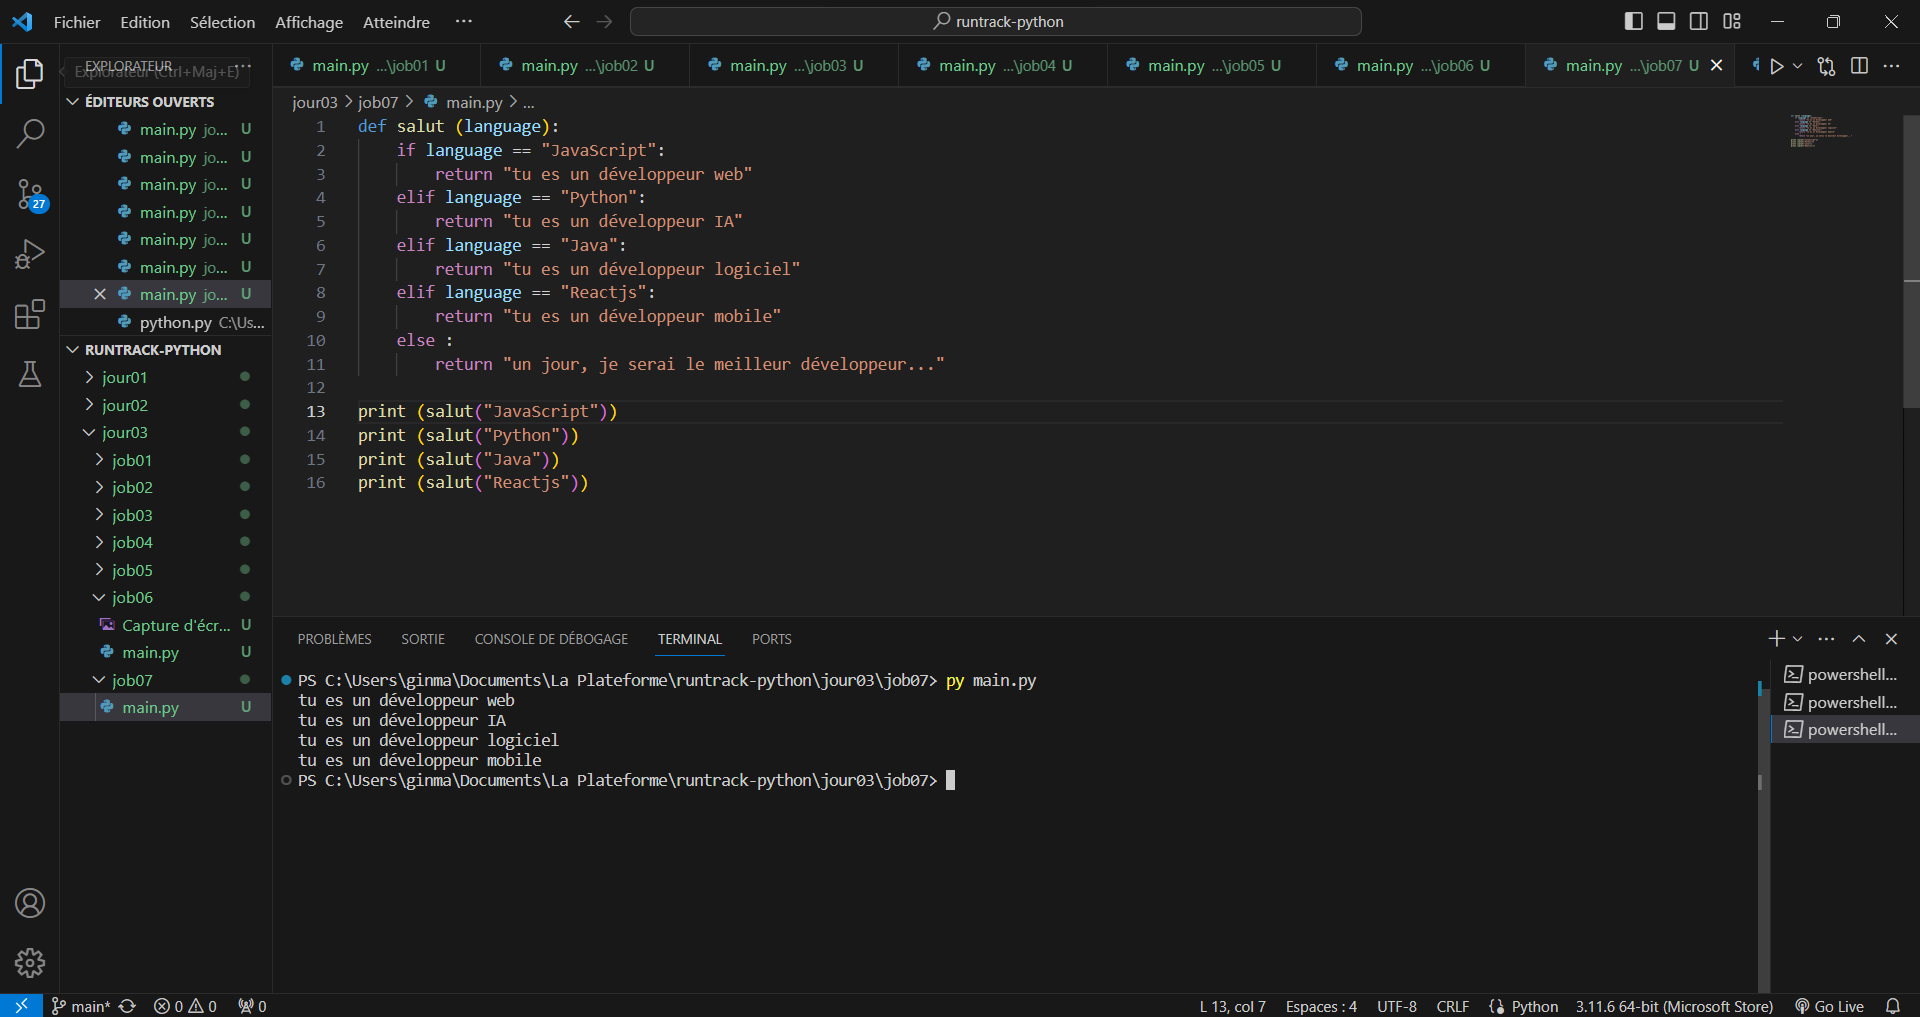 Fichier Edition Sélection Affichage Atteindre ··· runtrack-python
EXPLORATEUR ···
Explorateur (Ctrl+Maj+E)
main.py ...\job01 U main.py ...\job02 U main.py ...\job03 U main.py ...\job04 U main.py ...\job05 U main.py ...\job06 U main.py ...\job07 U
ÉDITEURS OUVERTS
main.py jo... U
main.py jo... U
main.py jo... U
main.py jo... U
main.py jo... U
main.py jo... U
main.py jo... U
python.py C:\Us...
RUNTRACK-PYTHON
jour01
jour02
jour03
job01
job02
job03
job04
job05
job06
Capture d'écr... U
main.py U
job07
main.py U
jour03 > job07 > main.py > ...
1 def salut (language):
2 if language == "JavaScript":
3 return "tu es un développeur web"
4 elif language == "Python":
5 return "tu es un développeur IA"
6 elif language == "Java":
7 return "tu es un développeur logiciel"
8 elif language == "Reactjs":
9 return "tu es un développeur mobile"
10 else :
11 return "un jour, je serai le meilleur développeur..."
12
13 print (salut("JavaScript"))
14 print (salut("Python"))
15 print (salut("Java"))
16 print (salut("Reactjs"))
PROBLÈMES SORTIE CONSOLE DE DÉBOGAGE TERMINAL PORTS
PS C:\Users\ginma\Documents\La Plateforme\runtrack-python\jour03\job07> py main.py
tu es un développeur web
tu es un développeur IA
tu es un développeur logiciel
tu es un développeur mobile
PS C:\Users\ginma\Documents\La Plateforme\runtrack-python\jour03\job07>
powershell...
powershell...
powershell...
27
main* 0 0 0 L 13, col 7 Espaces : 4 UTF-8 CRLF Python 3.11.6 64-bit (Microsoft Store) Go Live